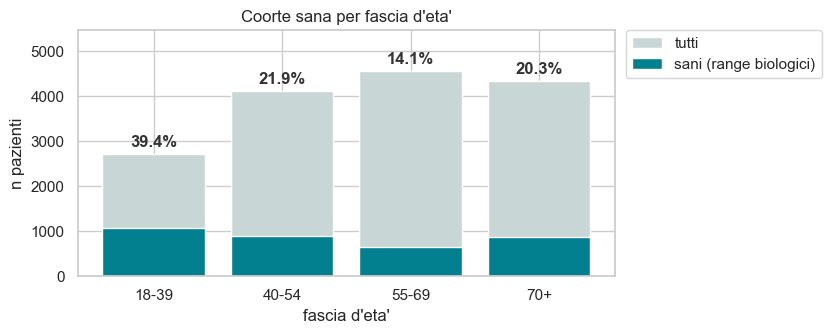 Coorte sana per fascia d'eta'
tutti
sani (range biologici)
n pazienti
5000
4000
3000
2000
1000
0
39.4%
21.9%
14.1%
20.3%
18-39
40-54
55-69
70+
fascia d'eta'